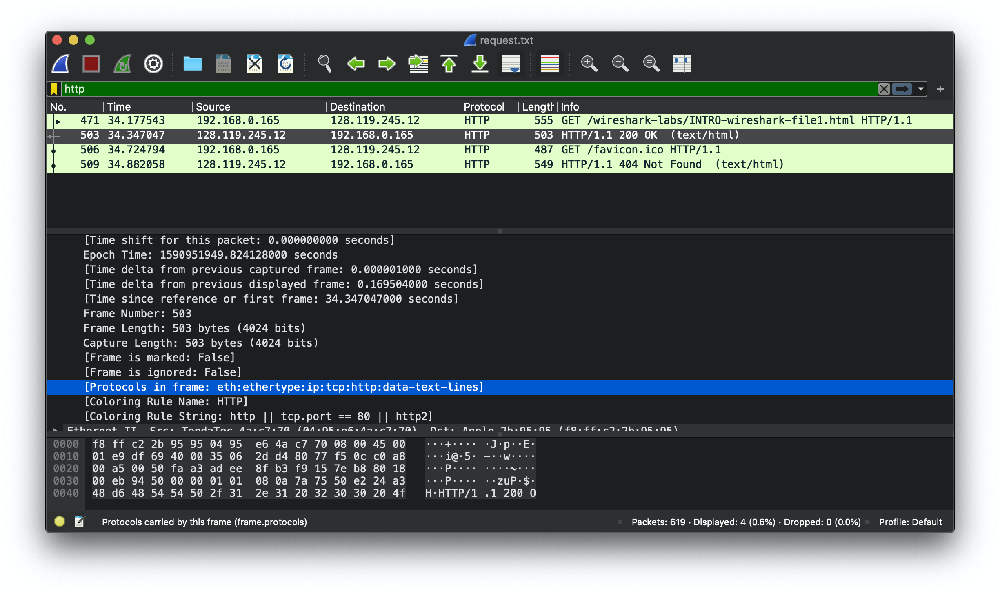 request.txt
http
No. Time Source Destination Protocol Length Info
471 34.177543 192.168.0.165 128.119.245.12 HTTP 555 GET /wireshark-labs/INTRO-wireshark-file1.html HTTP/1.1
503 34.347047 128.119.245.12 192.168.0.165 HTTP 503 HTTP/1.1 200 OK  (text/html)
506 34.724794 192.168.0.165 128.119.245.12 HTTP 487 GET /favicon.ico HTTP/1.1
509 34.882058 128.119.245.12 192.168.0.165 HTTP 549 HTTP/1.1 404 Not Found  (text/html)
[Time shift for this packet: 0.000000000 seconds]
Epoch Time: 1590951949.824128000 seconds
[Time delta from previous captured frame: 0.000001000 seconds]
[Time delta from previous displayed frame: 0.169504000 seconds]
[Time since reference or first frame: 34.347047000 seconds]
Frame Number: 503
Frame Length: 503 bytes (4024 bits)
Capture Length: 503 bytes (4024 bits)
[Frame is marked: False]
[Frame is ignored: False]
[Protocols in frame: eth:ethertype:ip:tcp:http:data-text-lines]
[Coloring Rule Name: HTTP]
[Coloring Rule String: http || tcp.port == 80 || http2]
Ethernet II, Src: TendaTec_4a:c7:70 (04:95:e6:4a:c7:70), Dst: Apple_2b:95:95 (f8:ff:c2:2b:95:95)
0000 f8 ff c2 2b 95 95 04 95  e6 4a c7 70 08 00 45 00 ···+···· ·J·p··E·
0010 01 e9 df 69 40 00 35 06  2d d4 80 77 f5 0c c0 a8 ···i@·5· -··w····
0020 00 a5 00 50 fa a3 ad ee  8f b3 f9 15 7e b8 80 18 ···P···· ····~···
0030 00 eb 94 50 00 00 01 01  08 0a 7a 75 50 e2 24 a3 ···P···· ··zuP·$·
0040 48 d6 48 54 54 50 2f 31  2e 31 20 32 30 30 20 4f H·HTTP/1 .1 200 O
Protocols carried by this frame (frame.protocols) Packets: 619 · Displayed: 4 (0.6%) · Dropped: 0 (0.0%) Profile: Default